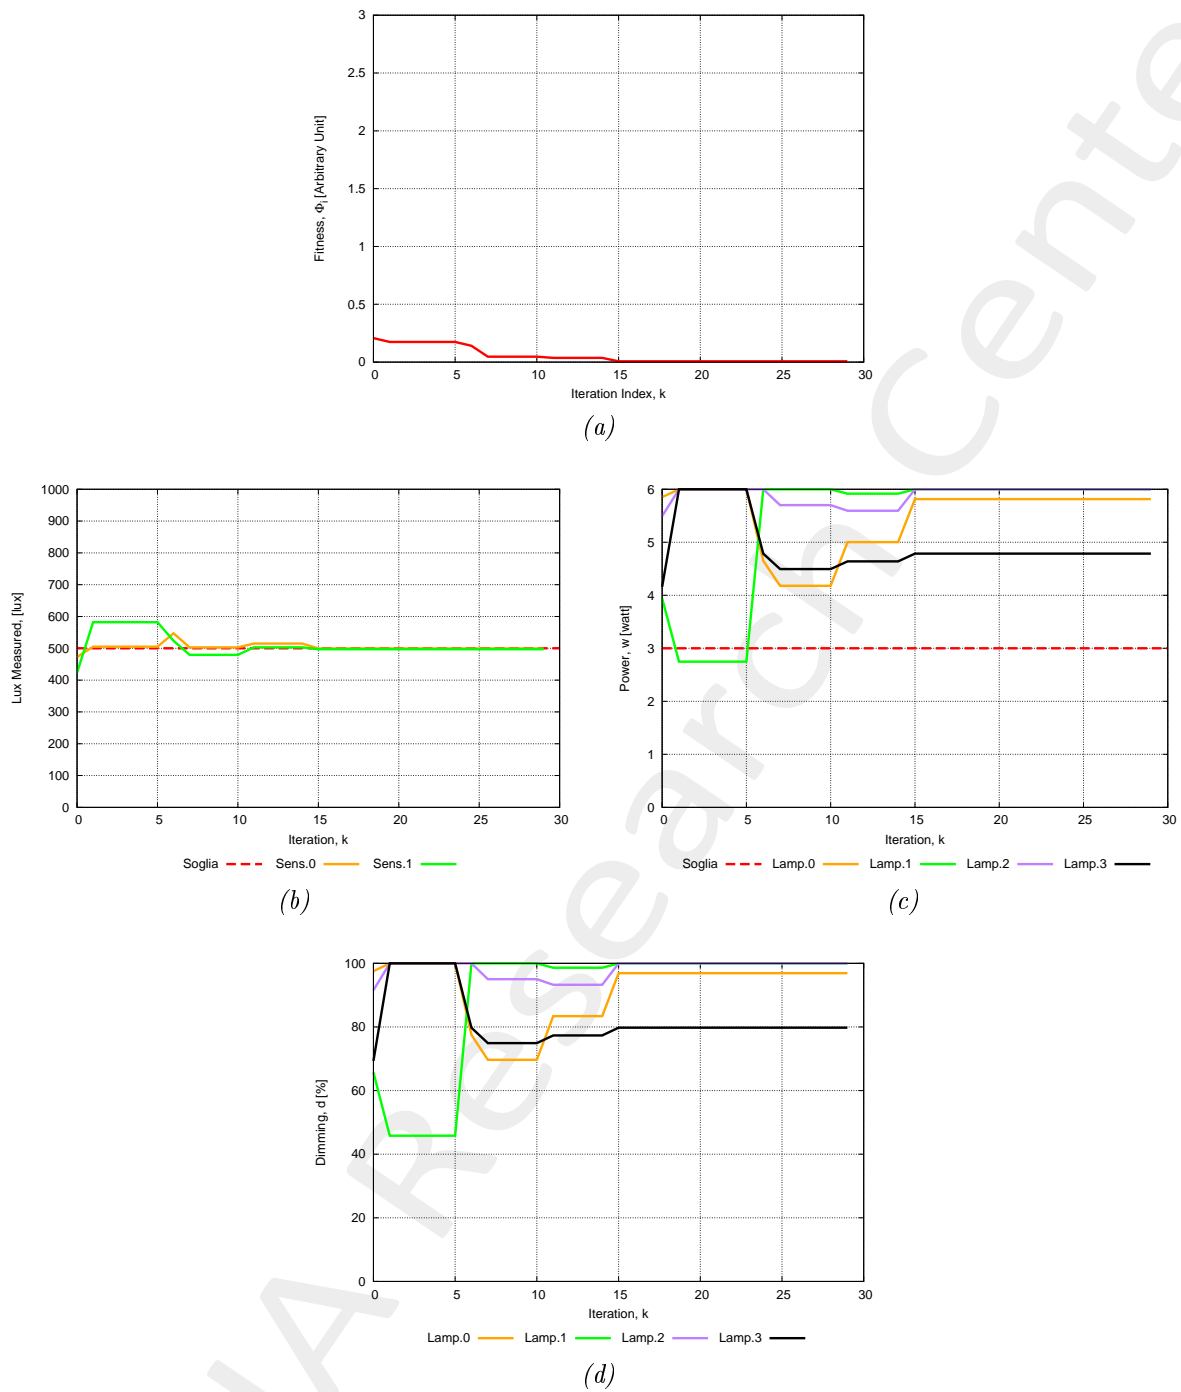 3
2.5
2
1.5
1
0.5
0
0 5 10 15 20 25 30
Fitness, Φi [Arbitrary Unit]
Iteration Index, k
(a)
1000
900
800
700
600
500
400
300
200
100
0
0 5 10 15 20 25 30
Lux Measured, [lux]
Iteration, k
Soglia Sens.0 Sens.1
(b)
6
5
4
3
2
1
0
0 5 10 15 20 25 30
Power, w [watt]
Iteration, k
Soglia Lamp.0 Lamp.1 Lamp.2 Lamp.3
(c)
100
80
60
40
20
0
0 5 10 15 20 25 30
Dimming, d [%]
Iteration, k
Lamp.0 Lamp.1 Lamp.2 Lamp.3
(d)
Research